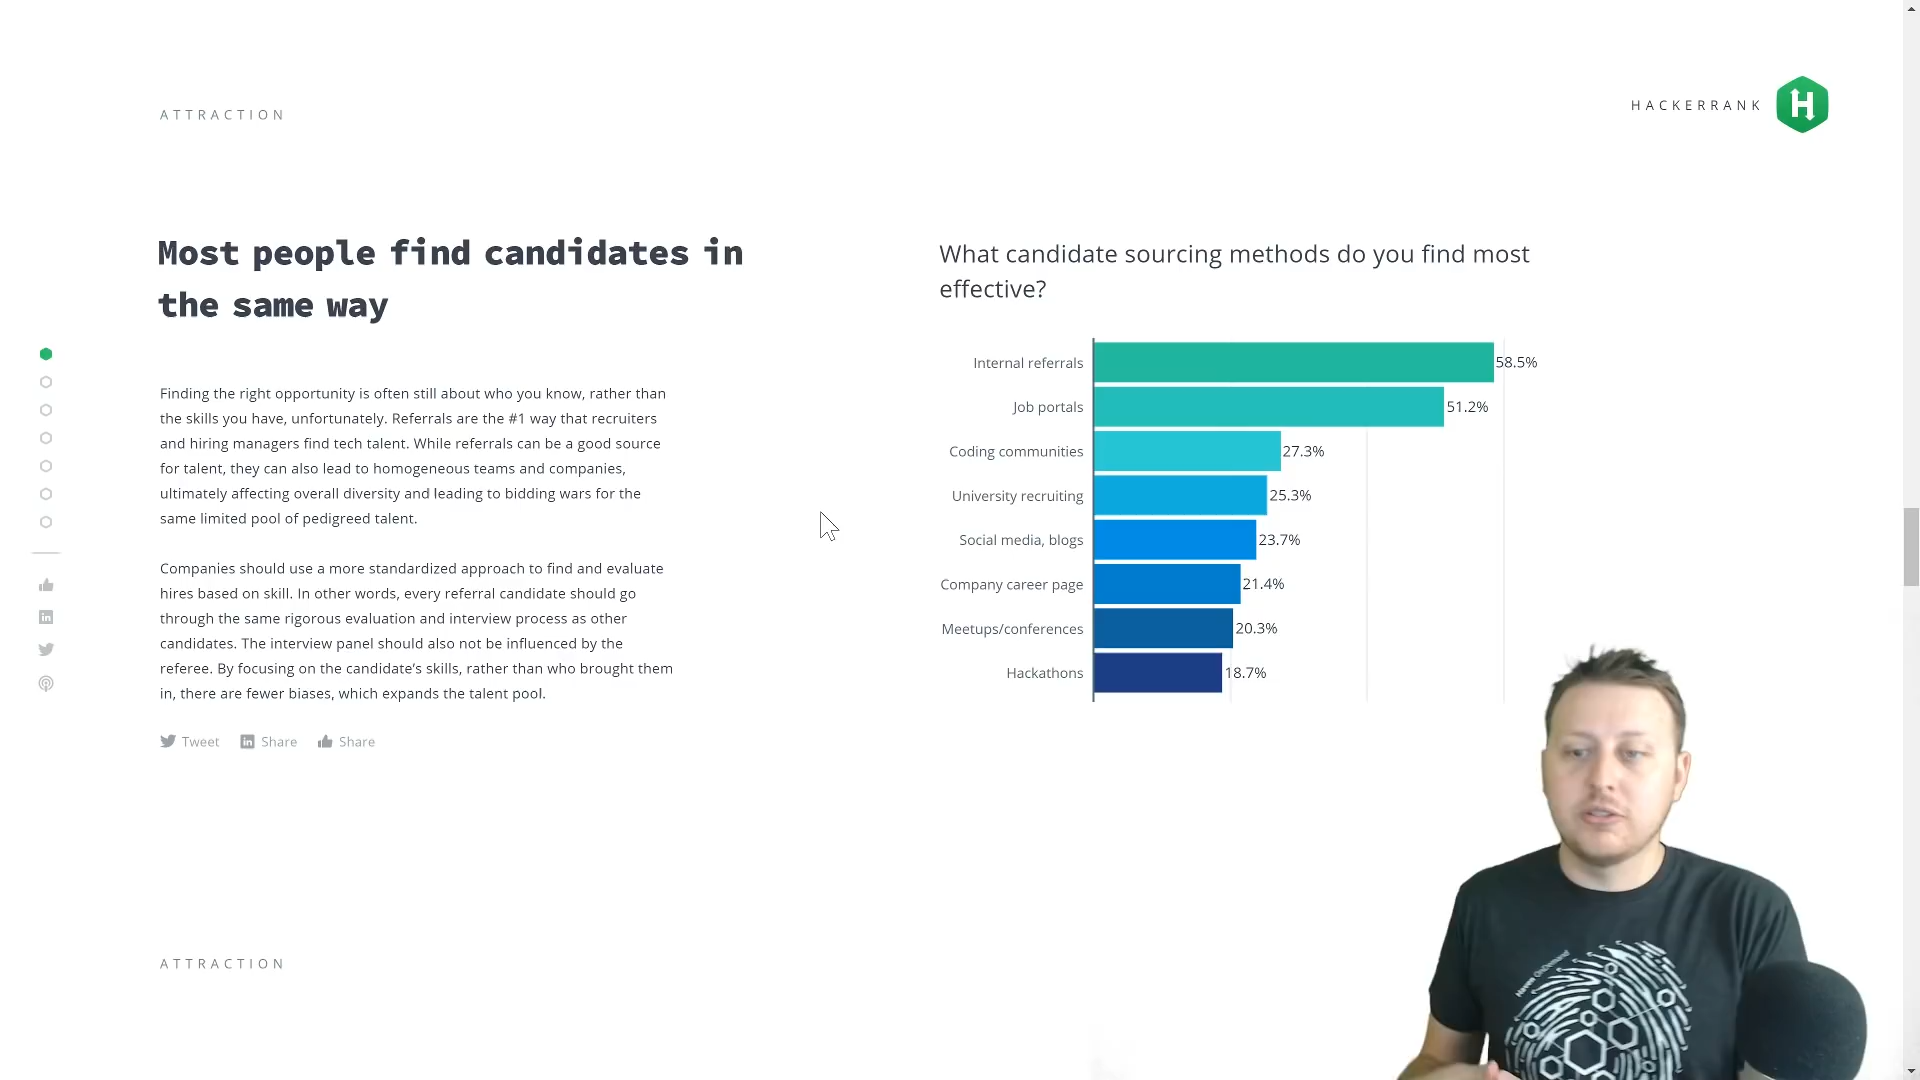 ATTRACTION
HACKERRANK
Most people find candidates in
the same way
Finding the right opportunity is often still about who you know, rather than
the skills you have, unfortunately. Referrals are the #1 way that recruiters
and hiring managers find tech talent. While referrals can be a good source
for talent, they can also lead to homogeneous teams and companies,
ultimately affecting overall diversity and leading to bidding wars for the
same limited pool of pedigreed talent.
Companies should use a more standardized approach to find and evaluate
hires based on skill. In other words, every referral candidate should go
through the same rigorous evaluation and interview process as other
candidates. The interview panel should also not be influenced by the
referee. By focusing on the candidate’s skills, rather than who brought them
in, there are fewer biases, which expands the talent pool.
Tweet Share Share
What candidate sourcing methods do you find most
effective?
Internal referrals 58.5%
Job portals 51.2%
Coding communities 27.3%
University recruiting 25.3%
Social media, blogs 23.7%
Company career page 21.4%
Meetups/conferences 20.3%
Hackathons 18.7%
ATTRACTION